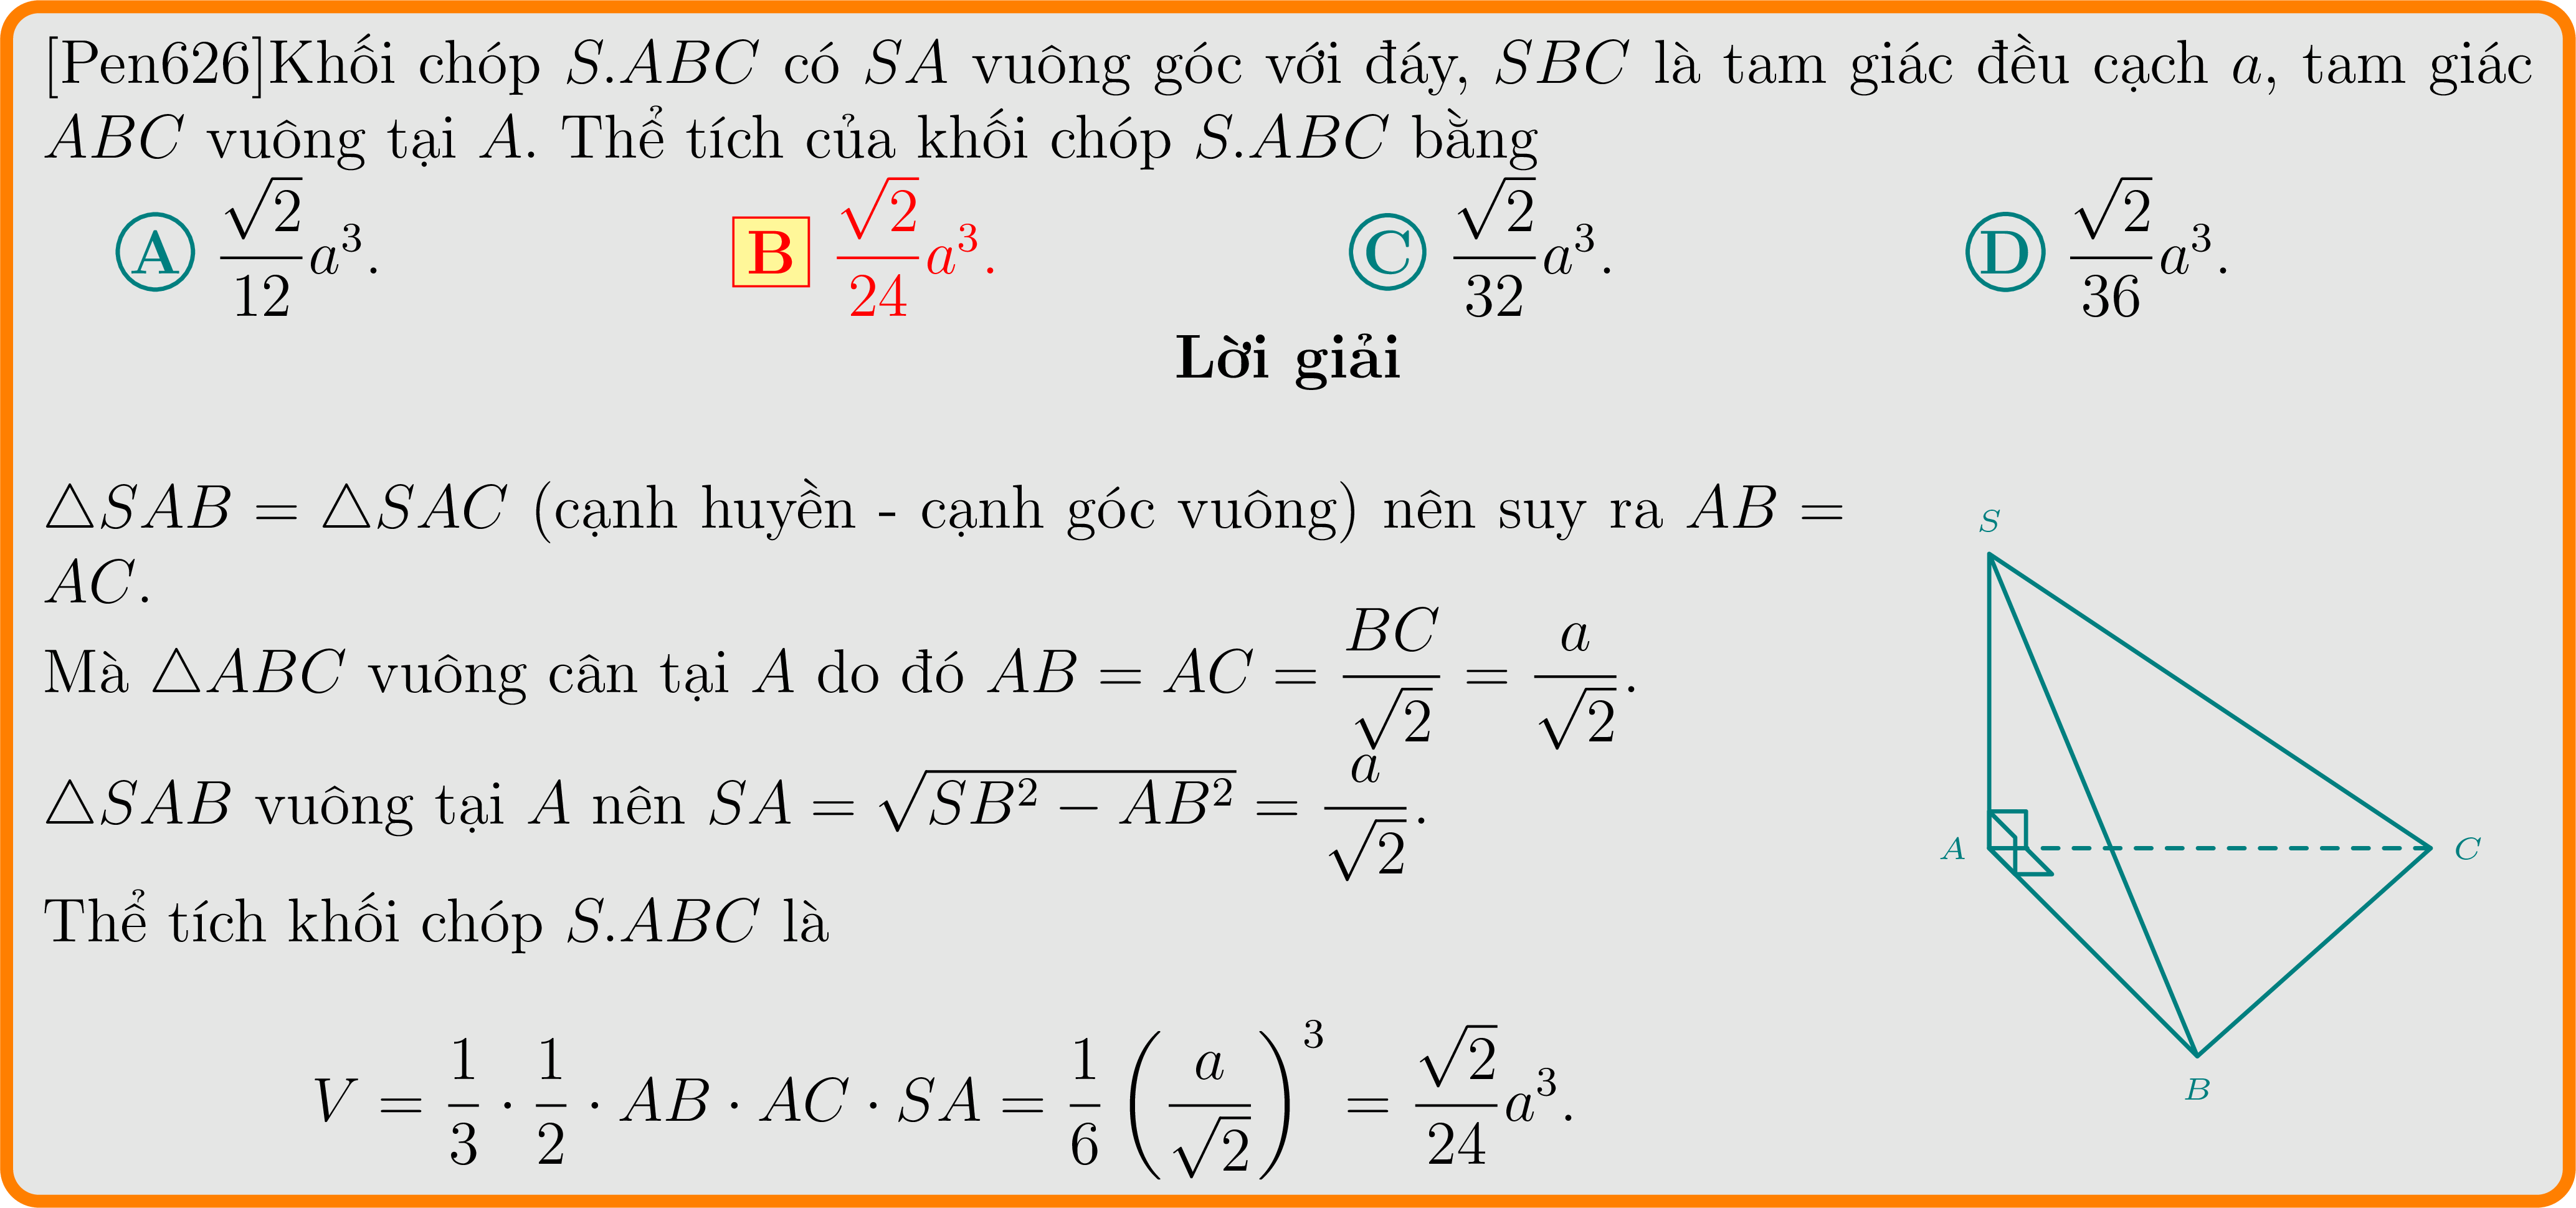 [Pen626]Khối chóp S.ABC có SA vuông góc với đáy, SBC là tam giác đều cạch a, tam giác
ABC vuông tại A. Thể tích của khối chóp S.ABC bằng
A $\frac{\sqrt{2}}{12}a^3$. B $\frac{\sqrt{2}}{24}a^3$. C $\frac{\sqrt{2}}{32}a^3$. D $\frac{\sqrt{2}}{36}a^3$.
Lời giải
△SAB = △SAC (cạnh huyền - cạnh góc vuông) nên suy ra AB =
AC.
Mà △ABC vuông cân tại A do đó $AB = AC = \frac{BC}{\sqrt{2}} = \frac{a}{\sqrt{2}}$.
△SAB vuông tại A nên $SA = \sqrt{SB^2 - AB^2} = \frac{a}{\sqrt{2}}$.
Thể tích khối chóp S.ABC là
$V = \frac{1}{3} \cdot \frac{1}{2} \cdot AB \cdot AC \cdot SA = \frac{1}{6} \left(\frac{a}{\sqrt{2}}\right)^3 = \frac{\sqrt{2}}{24}a^3$.
S
A
C
B